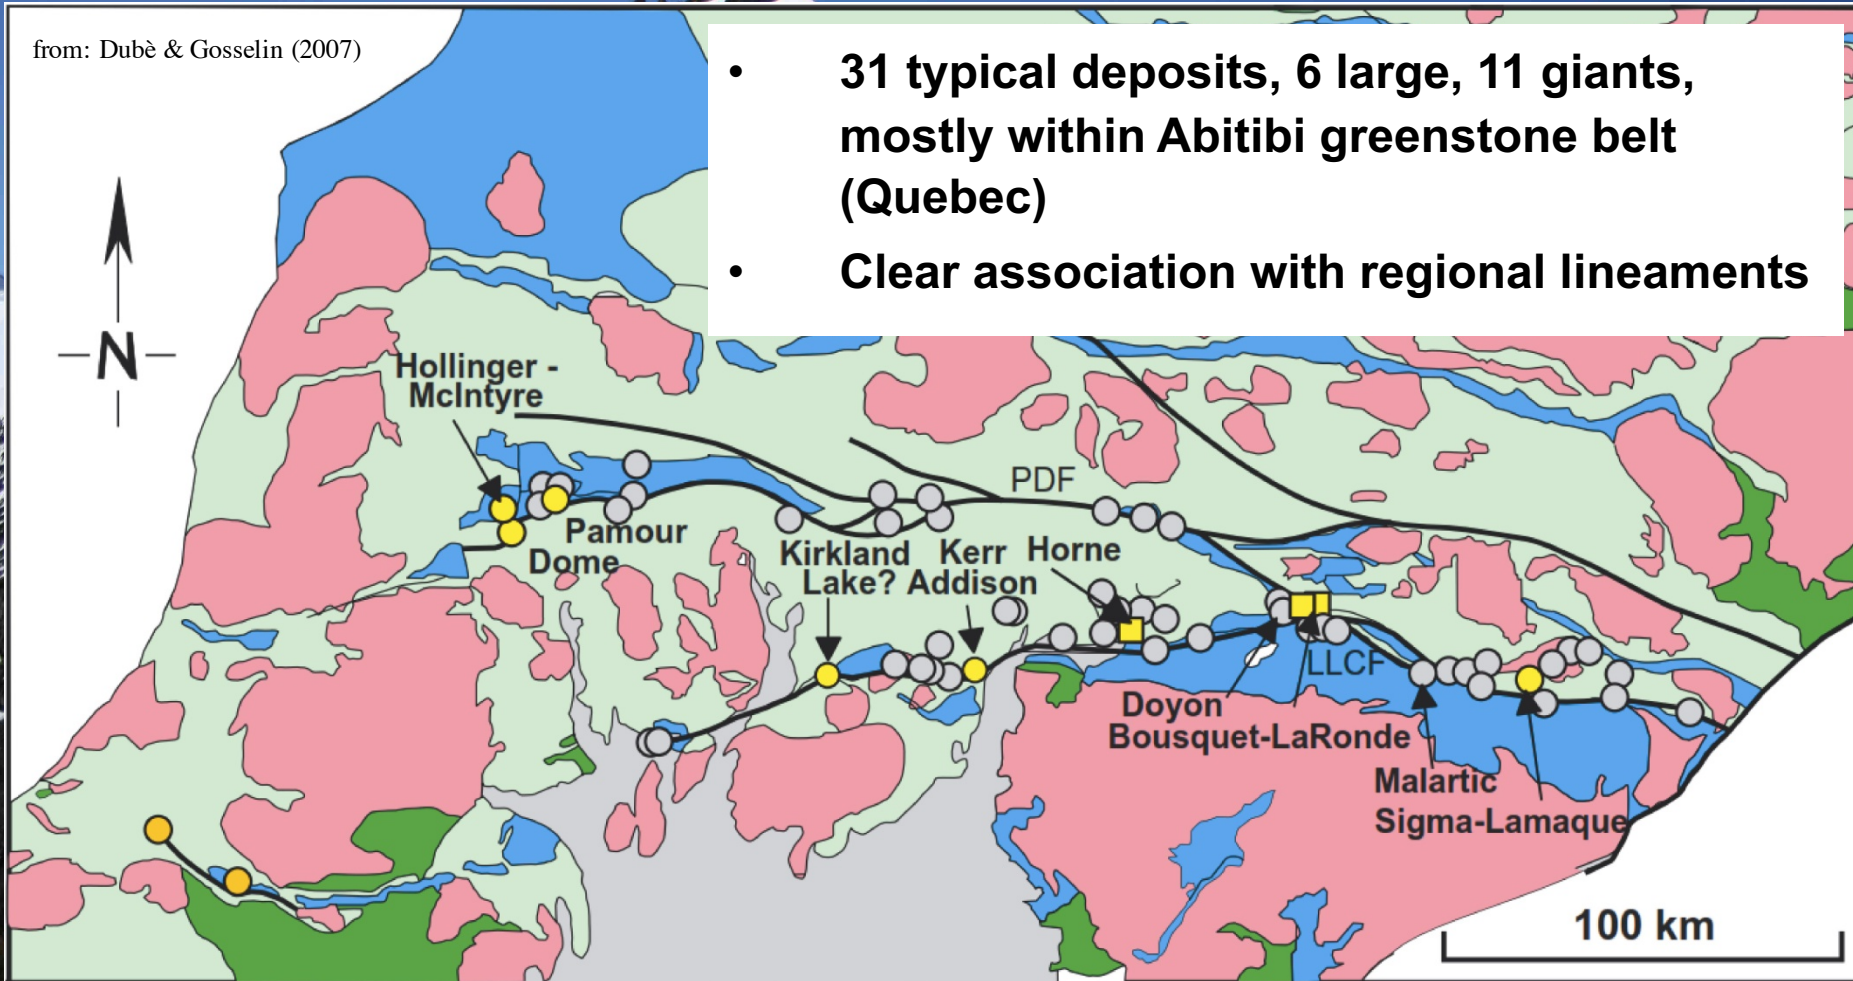 from: Dubè & Gosselin (2007)
• 31 typical deposits, 6 large, 11 giants,
mostly within Abitibi greenstone belt
(Quebec)
• Clear association with regional lineaments
N
Hollinger -
McIntyre
PDF
Pamour
Dome
Kirkland
Lake?
Kerr
Addison
Horne
LLCF
Doyon
Bousquet-LaRonde
Malartic
Sigma-Lamaque
100 km